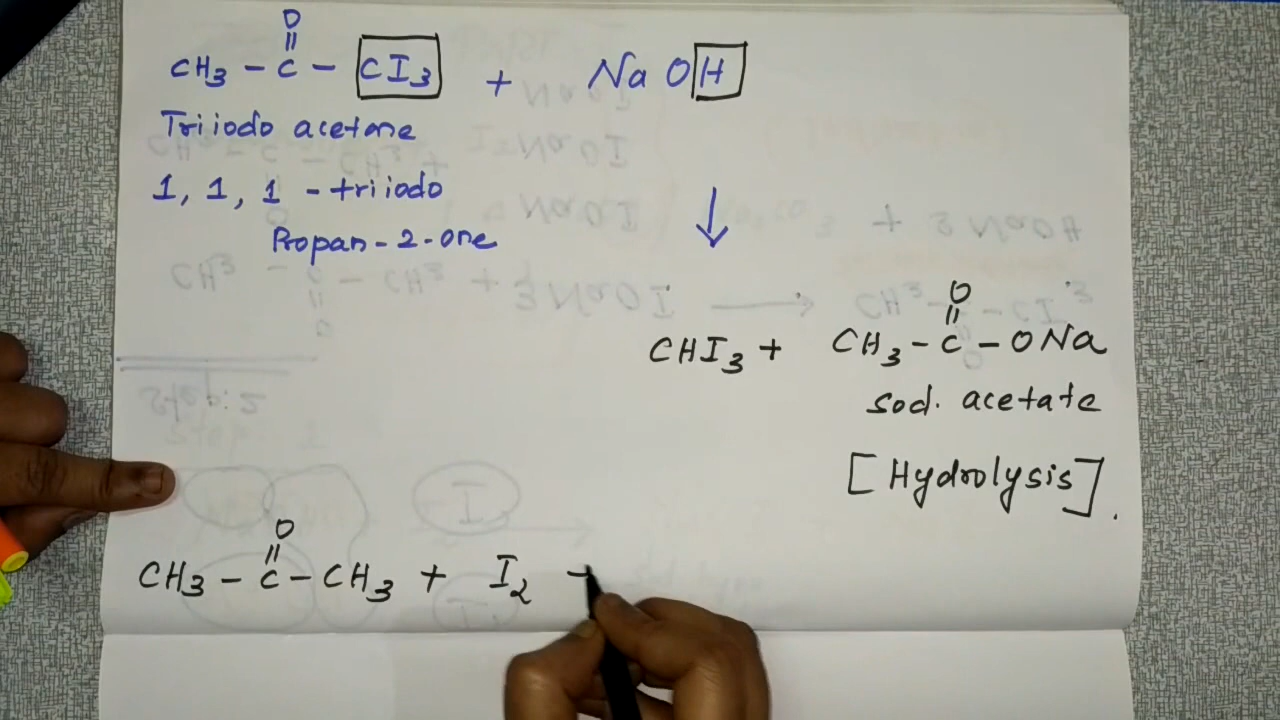 O
||
CH3 - C - CI3 + NaOH
Triiodo acetone
1, 1, 1 - triiodo
Propan - 2 - one
↓
O
||
CHI3 + CH3 - C - ONa
sod. acetate
[Hydrolysis].
O
||
CH3 - C - CH3 + I2 -